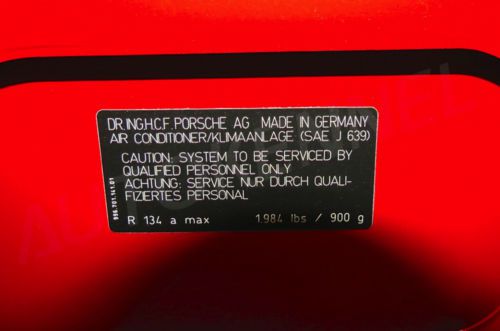 DR.ING.H.C.F.PORSCHE AG MADE IN GERMANY
AIR CONDITIONER/KLIMAANLAGE (SAE J 639)
CAUTION: SYSTEM TO BE SERVICED BY
QUALIFIED PERSONNEL ONLY
ACHTUNG: SERVICE NUR DURCH QUALI-
FIZIERTES PERSONAL
R 134 a max 1.984 lbs / 900 g